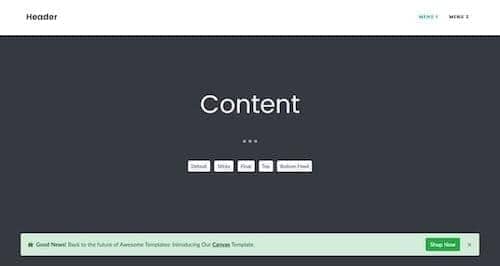 Header
MENU 1
MENU 2
Content
Default
Sticky
Float
Top
Bottom Fixed
Good News! Back to the future of Awesome Templates: Introducing Our Canvas Template.
Shop Now
×